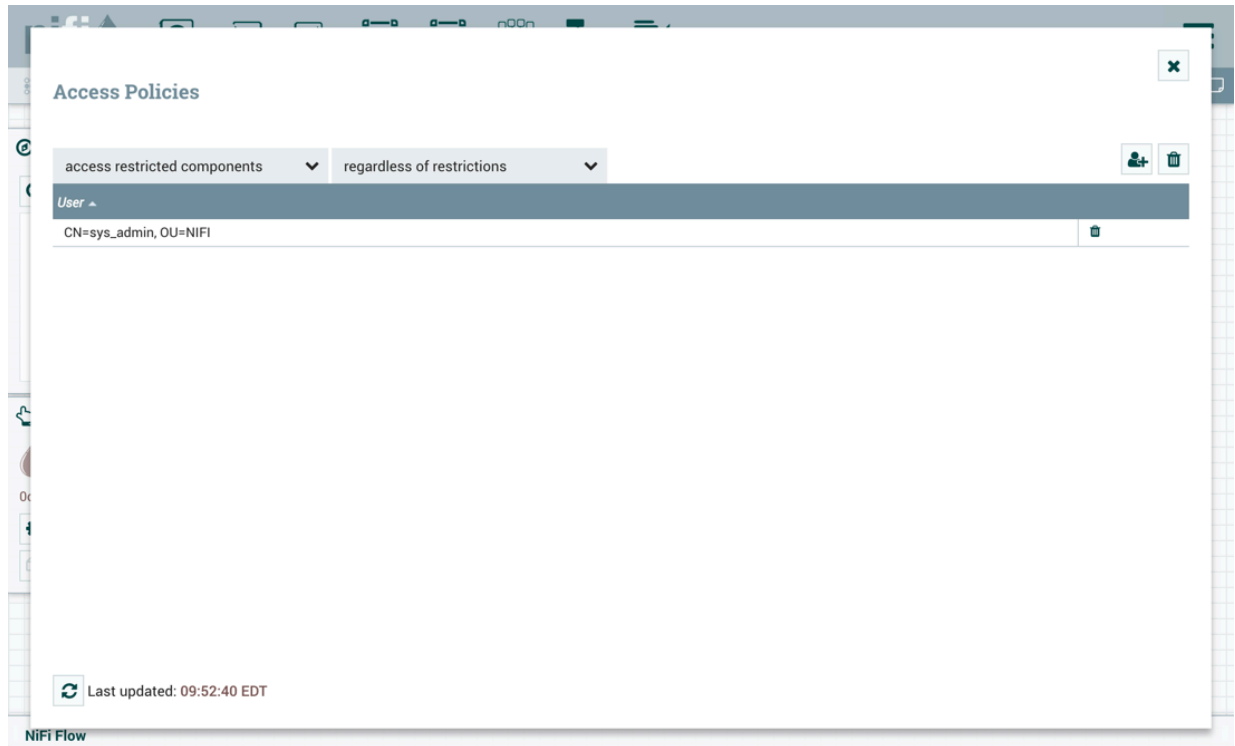 Access Policies
access restricted components
regardless of restrictions
User
CN=sys_admin, OU=NIFI
Last updated: 09:52:40 EDT
NiFi Flow